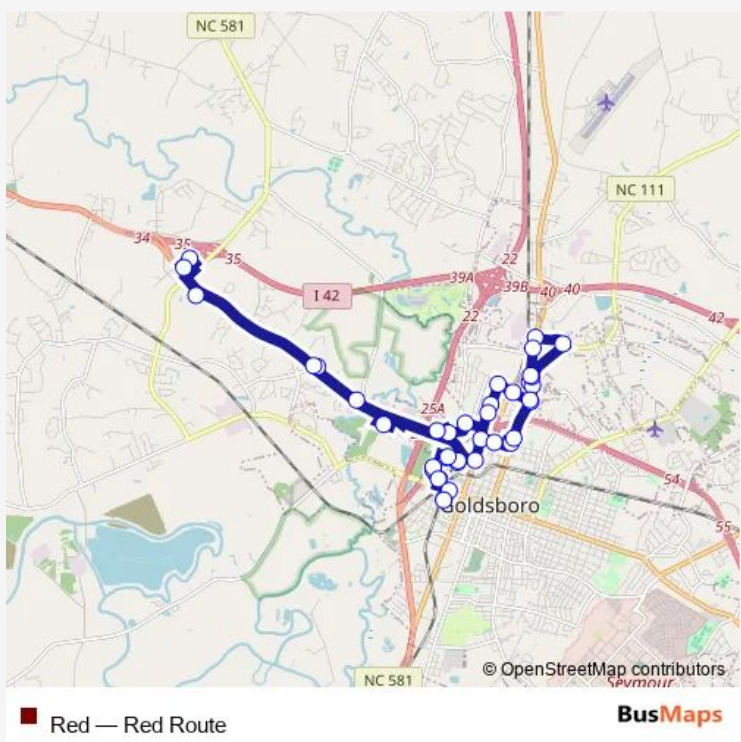 NC 581
NC 111
34
35
35
39A
22
39B
40
40
I 42
22
42
25A
54
Goldsboro
55
© OpenStreetMap contributors
NC 581
Seymour
Red — Red Route
BusMaps